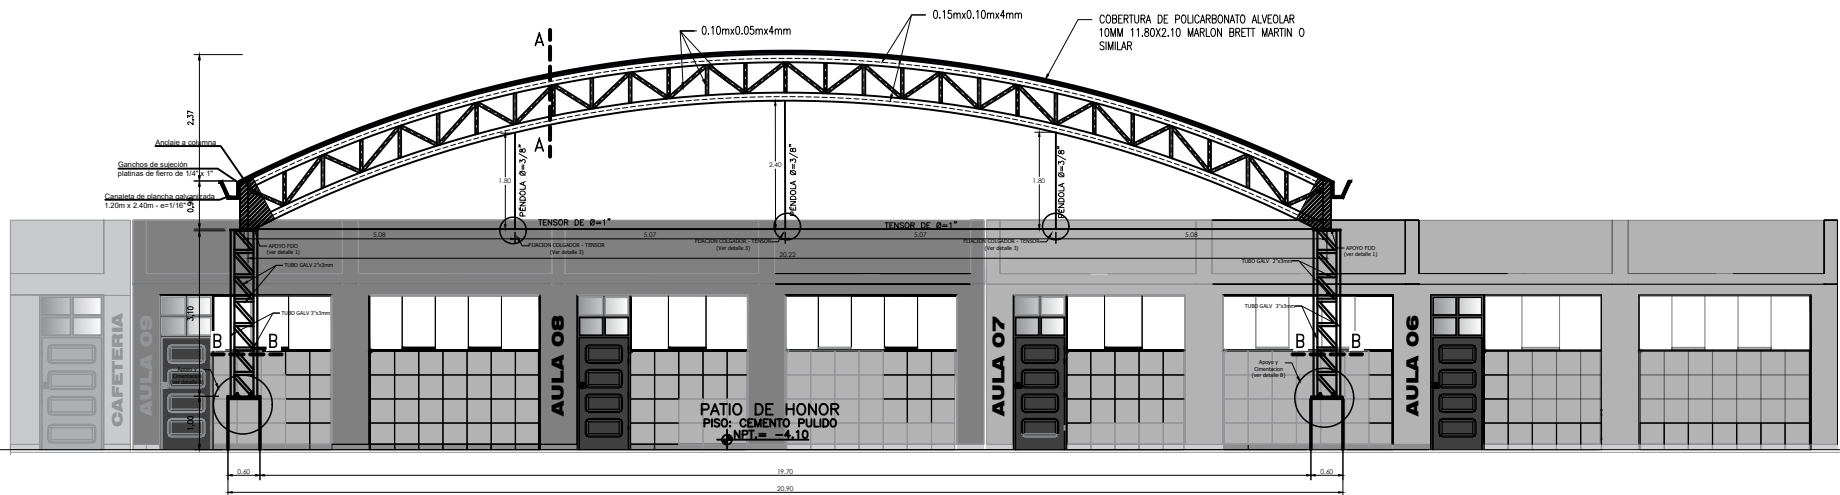 0.15mx0.10mx4mm
COBERTURA DE POLICARBONATO ALVEOLAR
10MM 11.80X2.10 MARLON BRETT MARTIN O
SIMILAR
0.10mx0.05mx4mm
A
A
2,37
Anclaje a columna
Ganchos de sujeción
platinas de fierro de 1/4" x 1"
Canaleta de plancha galvanizada
1.20m x 2.40m - e=1/16"
1.80
PÉNDOLA Ø=3/8"
2.40
PÉNDOLA Ø=3/8"
1.80
PÉNDOLA Ø=3/8"
TENSOR DE Ø=1"
TENSOR DE Ø=1"
5.08
5.07
5.07
5.08
20.22
APOYO FIJO
(ver detalle 1)
FIJACION COLGADOR - TENSOR
(Ver detalle 3)
FIJACION COLGADOR - TENSOR
(Ver detalle 3)
FIJACION COLGADOR - TENSOR
(Ver detalle 3)
APOYO FIJO
(ver detalle 1)
TUBO GALV 2"x3mm
TUBO GALV 2"x3mm
TUBO GALV 3"x3mm
TUBO GALV 3"x3mm
3,10
B
B
B
B
Apoyo y
Cimentacion
(ver detalle B)
CAFETERIA
AULA 09
AULA 08
AULA 07
AULA 06
1,00
PATIO DE HONOR
PISO: CEMENTO PULIDO
NPT.= -4.10
0.60
19.70
0.60
20.90